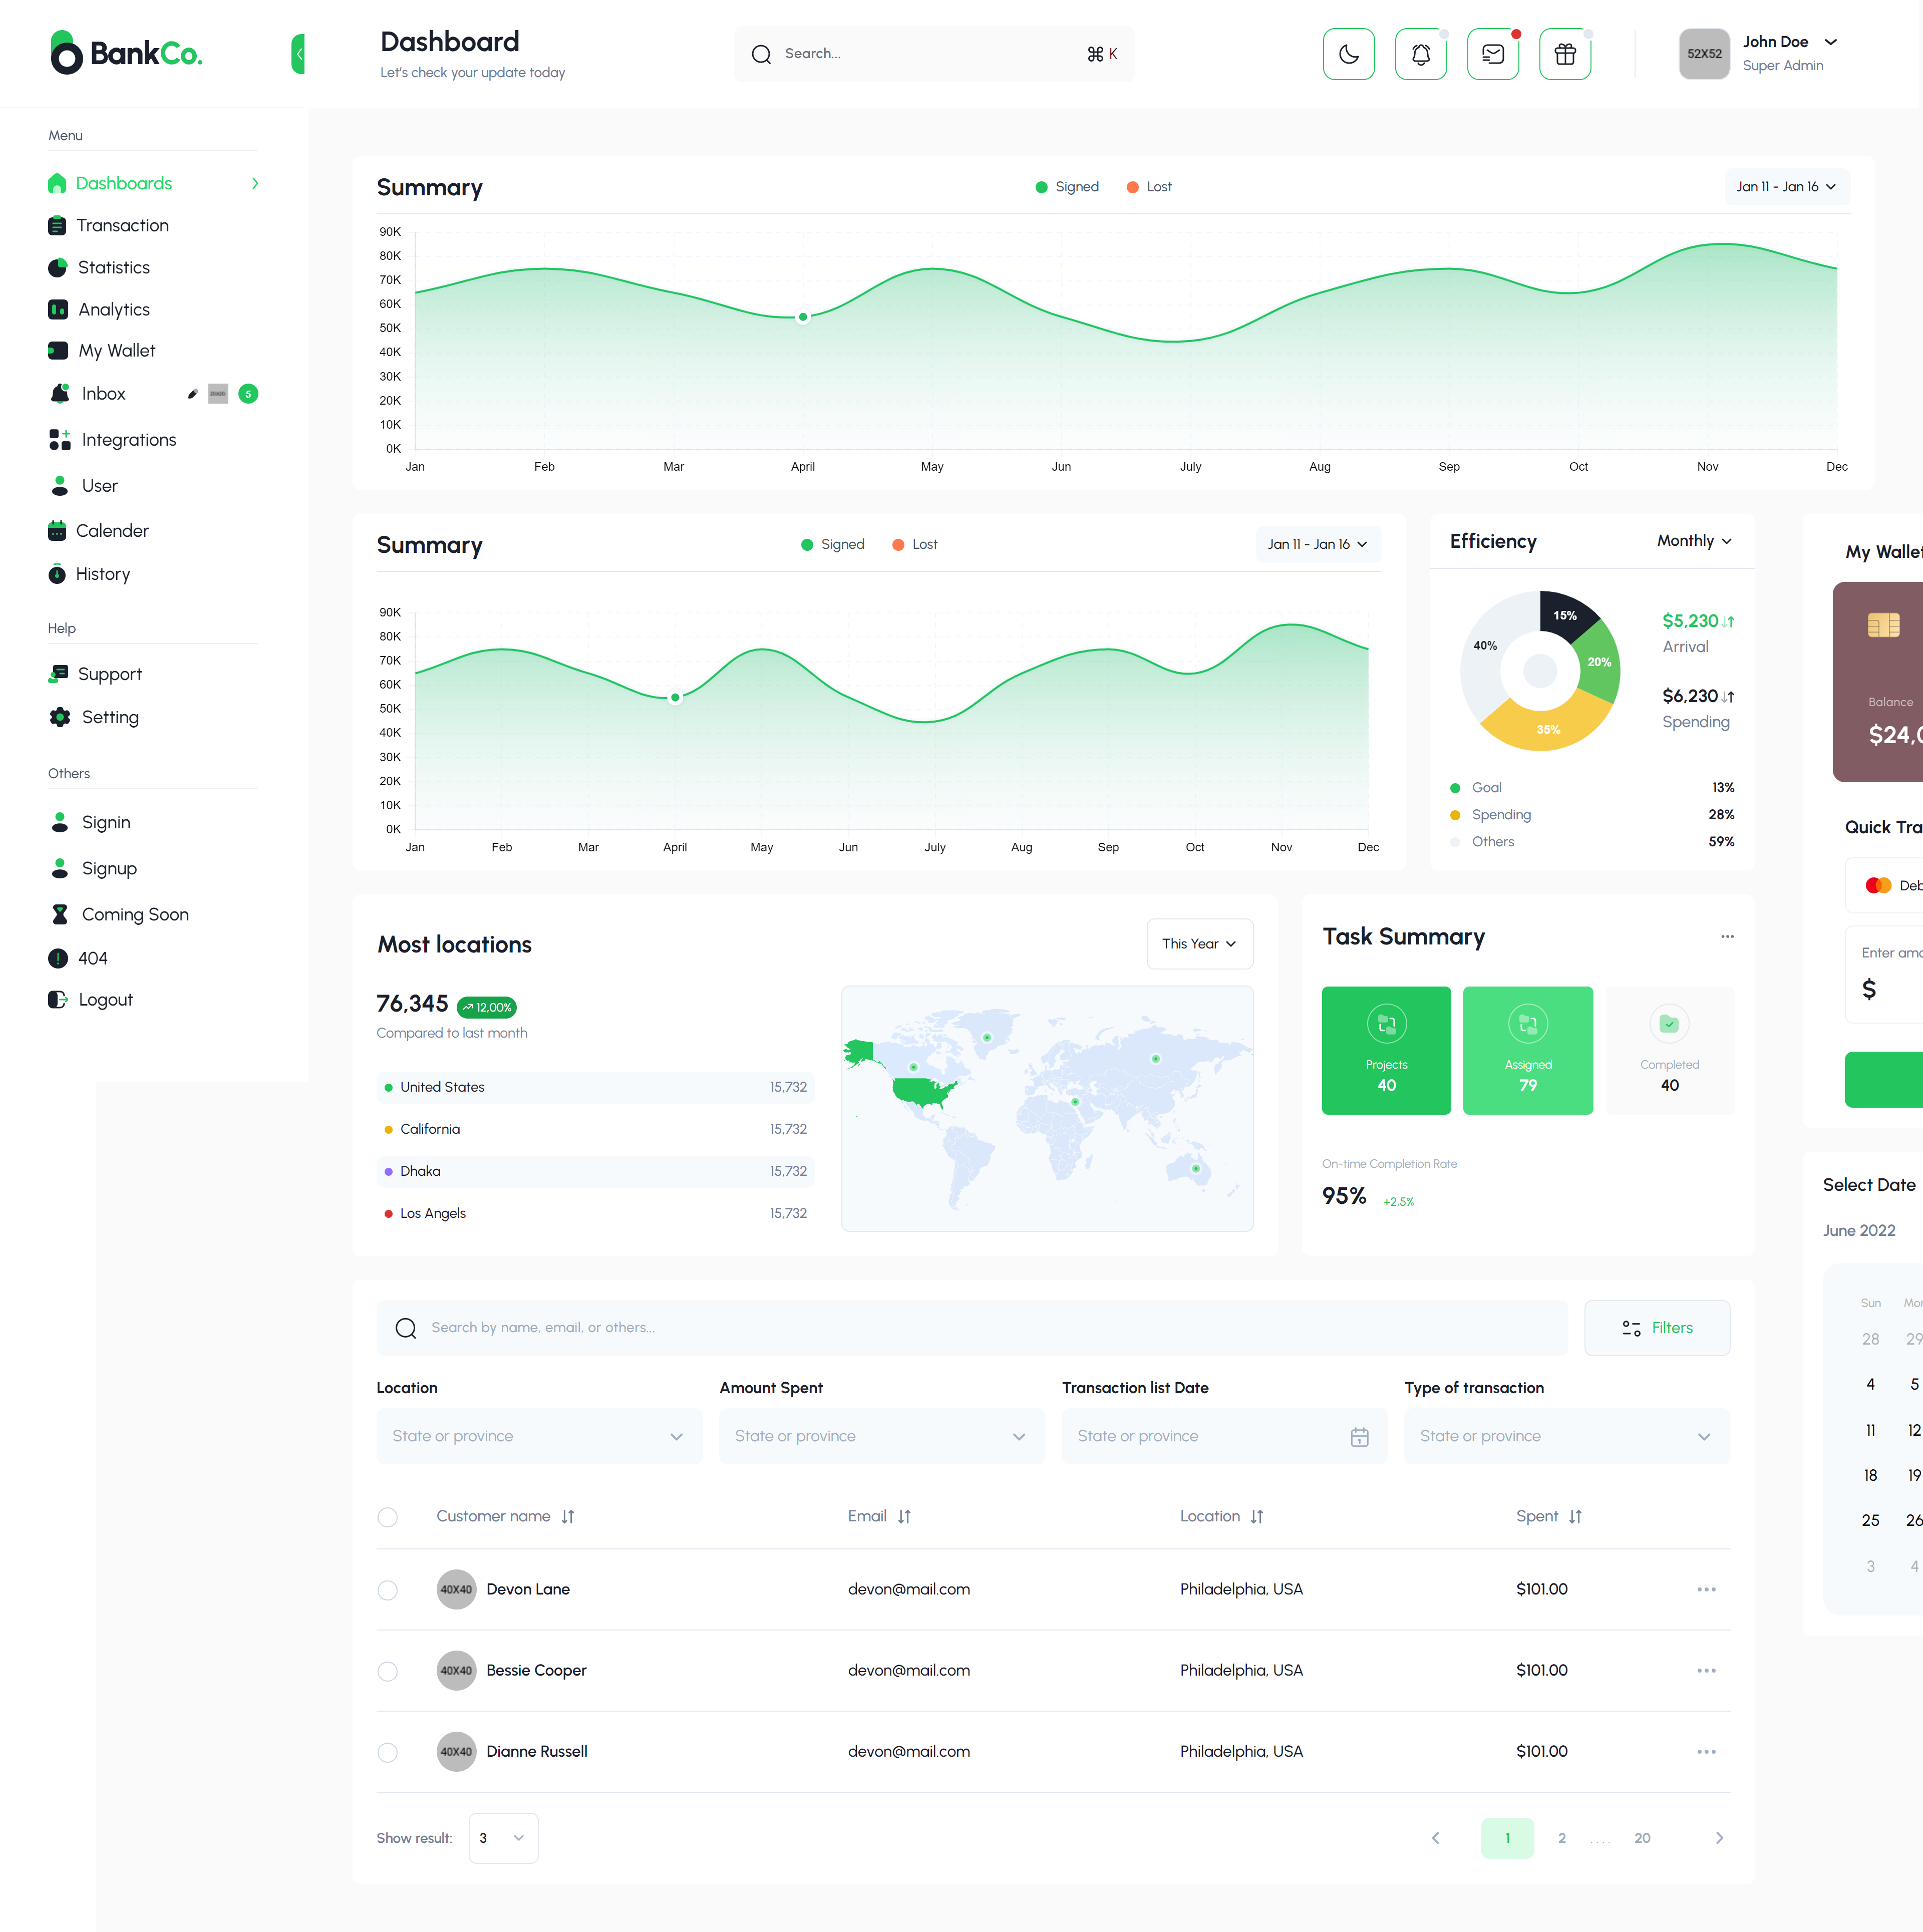 BankCo.
Dashboard
Let's check your update today
Search...
⌘ K
52X52
John Doe
Super Admin
Menu
Dashboards
Transaction
Statistics
Analytics
My Wallet
Inbox
5
Integrations
User
Calender
History
Help
Support
Setting
Others
Signin
Signup
Coming Soon
404
Logout
Summary
Signed
Lost
Jan 11 - Jan 16
90K
80K
70K
60K
50K
40K
30K
20K
10K
0K
Jan Feb Mar April May Jun July Aug Sep Oct Nov Dec
Summary
Signed
Lost
Jan 11 - Jan 16
90K
80K
70K
60K
50K
40K
30K
20K
10K
0K
Jan Feb Mar April May Jun July Aug Sep Oct Nov Dec
Efficiency
Monthly
15%
20%
35%
40%
$5,230
Arrival
$6,230
Spending
Goal 13%
Spending 28%
Others 59%
My Wallet
Balance
$24,0
Quick Tra
Deb
Enter amo
$
Most locations
This Year
76,345
12,00%
Compared to last month
United States 15,732
California 15,732
Dhaka 15,732
Los Angels 15,732
Task Summary
...
Projects
40
Assigned
79
Completed
40
On-time Completion Rate
95% +2,5%
Select Date
June 2022
Sun Mon
28 29
4 5
11 12
18 19
25 26
3 4
Search by name, email, or others...
Filters
Location
State or province
Amount Spent
State or province
Transaction list Date
State or province
Type of transaction
State or province
Customer name Email Location Spent
40X40 Devon Lane devon@mail.com Philadelphia, USA $101.00
40X40 Bessie Cooper devon@mail.com Philadelphia, USA $101.00
40X40 Dianne Russell devon@mail.com Philadelphia, USA $101.00
Show result: 3
1 2 .... 20